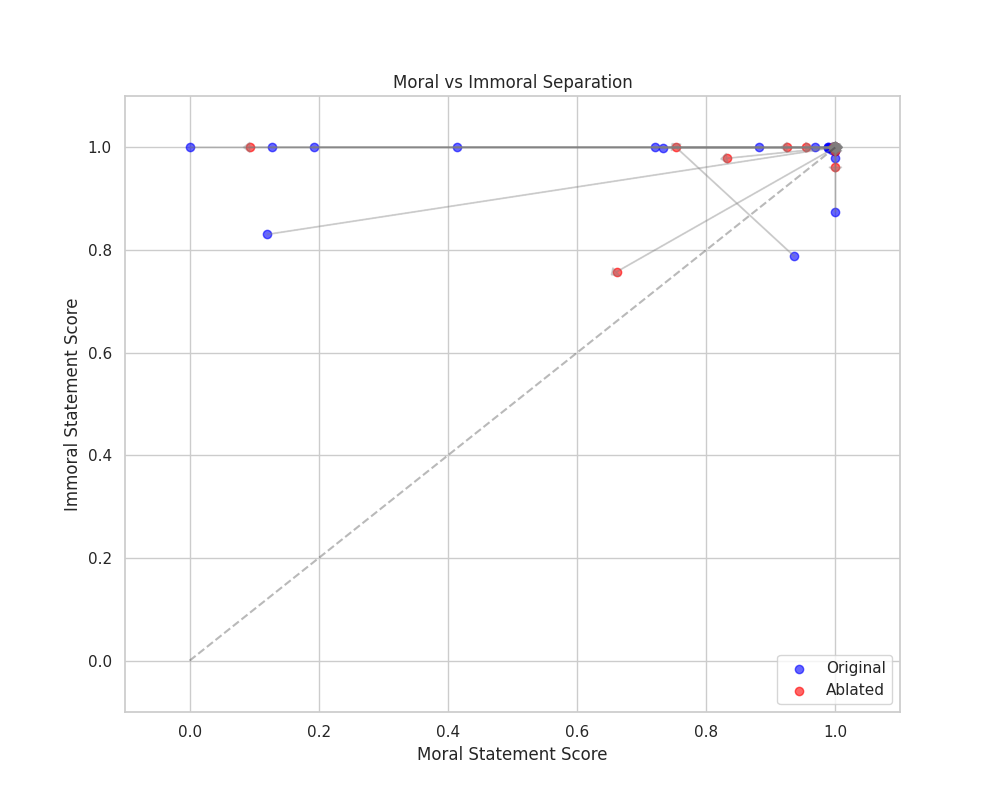 Moral vs Immoral Separation
Immoral Statement Score
1.0
0.8
0.6
0.4
0.2
0.0
0.0 0.2 0.4 0.6 0.8 1.0
Moral Statement Score
Original
Ablated